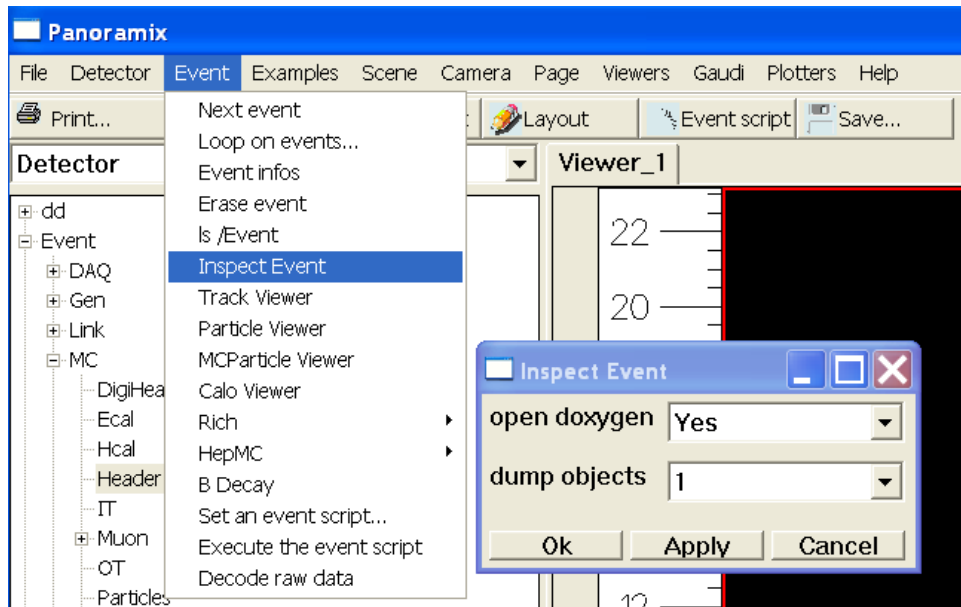 Panoramix
File Detector Event Examples Scene Camera Page Viewers Gaudi Plotters Help
Print... Layout Event script Save...
Detector
Viewer_1
Next event
Loop on events...
Event infos
Erase event
ls /Event
Inspect Event
Track Viewer
Particle Viewer
MCParticle Viewer
Calo Viewer
Rich
HepMC
B Decay
Set an event script...
Execute the event script
Decode raw data
dd
Event
DAQ
Gen
Link
MC
DigiHea
Ecal
Hcal
Header
IT
Muon
OT
Particles
22
20
Inspect Event
open doxygen Yes
dump objects 1
Ok Apply Cancel
12